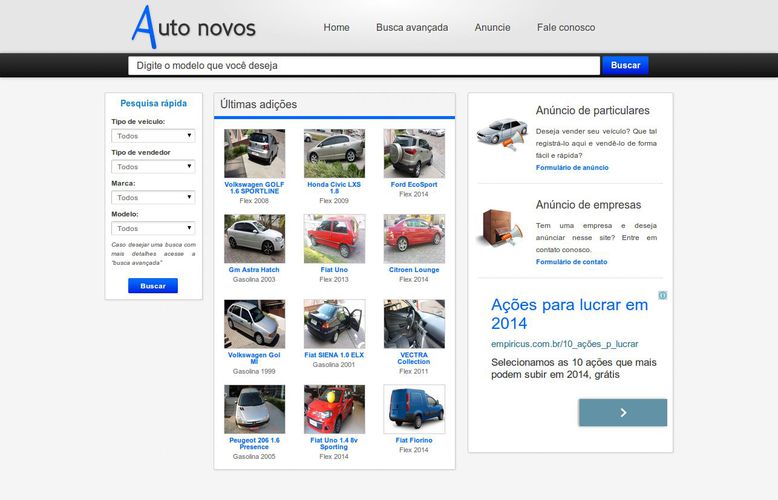 Auto novos
Home
Busca avançada
Anuncie
Fale conosco
Digite o modelo que você deseja
Buscar
Pesquisa rápida
Tipo de veículo:
Todos
Tipo de vendedor
Todos
Marca:
Todos
Modelo:
Todos
Caso desejar uma busca com
mais detalhes acesse a
"busca avançada"
Buscar
Últimas adições
Volkswagen GOLF
1.6 SPORTLINE
Flex 2008
Honda Civic LXS
1.8
Flex 2009
Ford EcoSport
Flex 2014
Gm Astra Hatch
Gasolina 2003
Fiat Uno
Flex 2013
Citroen Lounge
Flex 2014
Volkswagen Gol
MI
Gasolina 1999
Fiat SIENA 1.0 ELX
Gasolina 2001
VECTRA
Collection
Flex 2011
Peugeot 206 1.6
Presence
Gasolina 2005
Fiat Uno 1.4 8v
Sporting
Flex 2014
Fiat Fiorino
Flex 2014
Anúncio de particulares
Deseja vender seu veículo? Que tal
registrá-lo aqui e vendê-lo de forma
fácil e rápida?
Formulário de anúncio
Anúncio de empresas
Tem uma empresa e deseja
anúnciar nesse site? Entre em
contato conosco.
Formulário de contato
Ações para lucrar em
2014
empiricus.com.br/10_ações_p_lucrar
Selecionamos as 10 ações que mais
podem subir em 2014, grátis